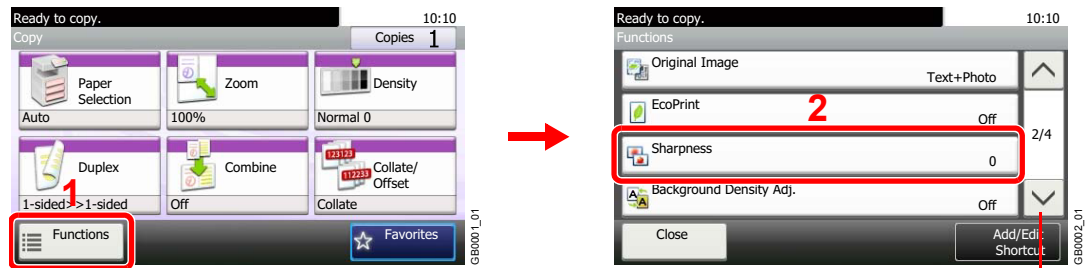 Ready to copy.
10:10
Copy
Copies 1
Paper
Selection
Auto
Zoom
100%
Density
Normal 0
Duplex
1-sided>>1-sided
Combine
Off
123123
112233
Collate/
Offset
Collate
1
Functions
Favorites
GB0001_01
Ready to copy.
10:10
Functions
Original Image
Text+Photo
EcoPrint
Off
2
2/4
Sharpness
0
Background Density Adj.
Off
Close
Add/Edit
Shortcut
GB0002_01